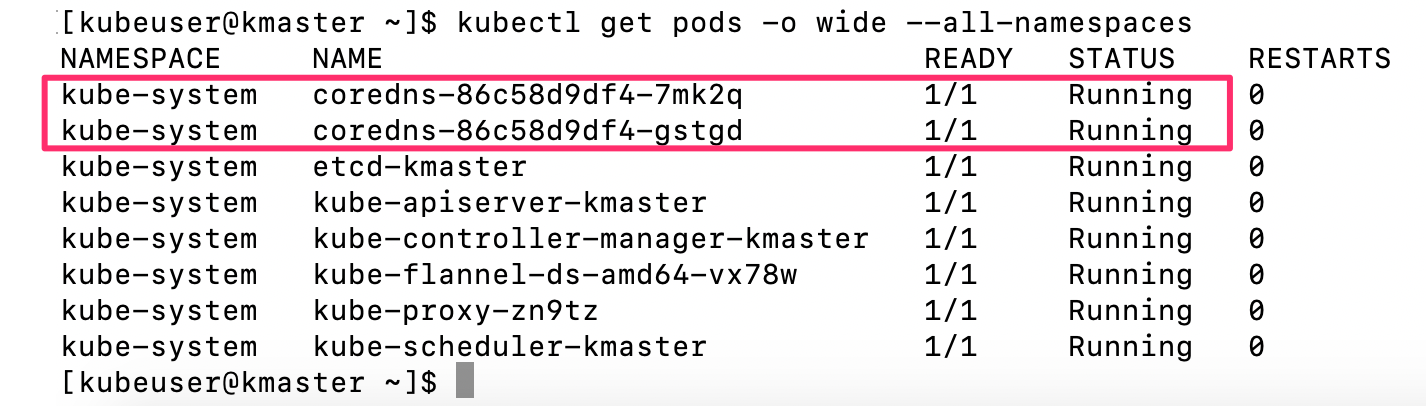 [kubeuser@kmaster ~]$ kubectl get pods -o wide --all-namespaces
NAMESPACE NAME READY STATUS RESTARTS
kube-system coredns-86c58d9df4-7mk2q 1/1 Running 0
kube-system coredns-86c58d9df4-gstgd 1/1 Running 0
kube-system etcd-kmaster 1/1 Running 0
kube-system kube-apiserver-kmaster 1/1 Running 0
kube-system kube-controller-manager-kmaster 1/1 Running 0
kube-system kube-flannel-ds-amd64-vx78w 1/1 Running 0
kube-system kube-proxy-zn9tz 1/1 Running 0
kube-system kube-scheduler-kmaster 1/1 Running 0
[kubeuser@kmaster ~]$